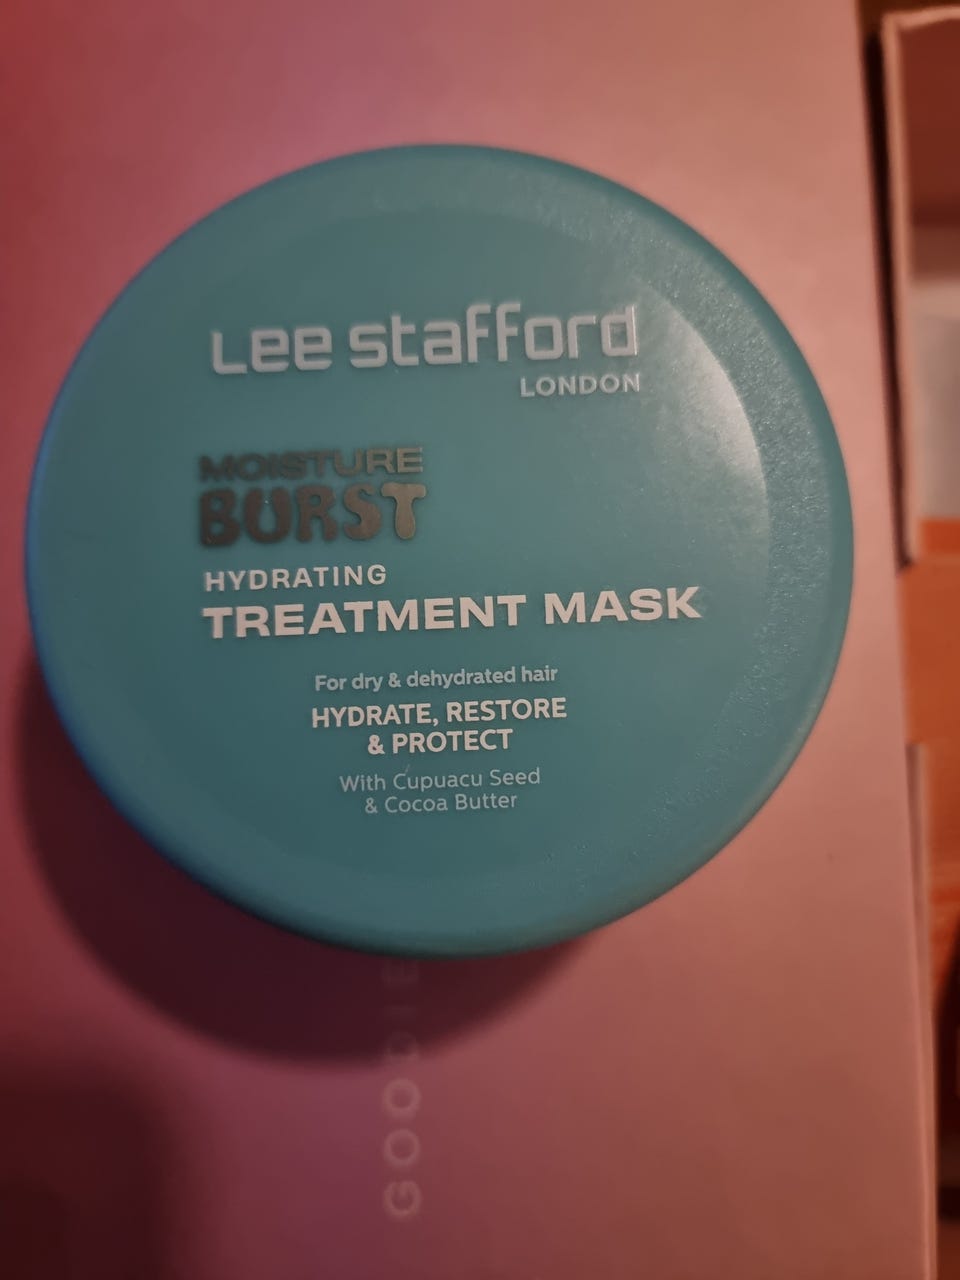 Lee stafford
LONDON
MOISTURE
BURST
HYDRATING
TREATMENT MASK
For dry & dehydrated hair
HYDRATE, RESTORE
& PROTECT
With Cupuacu Seed
& Cocoa Butter
GOODIE